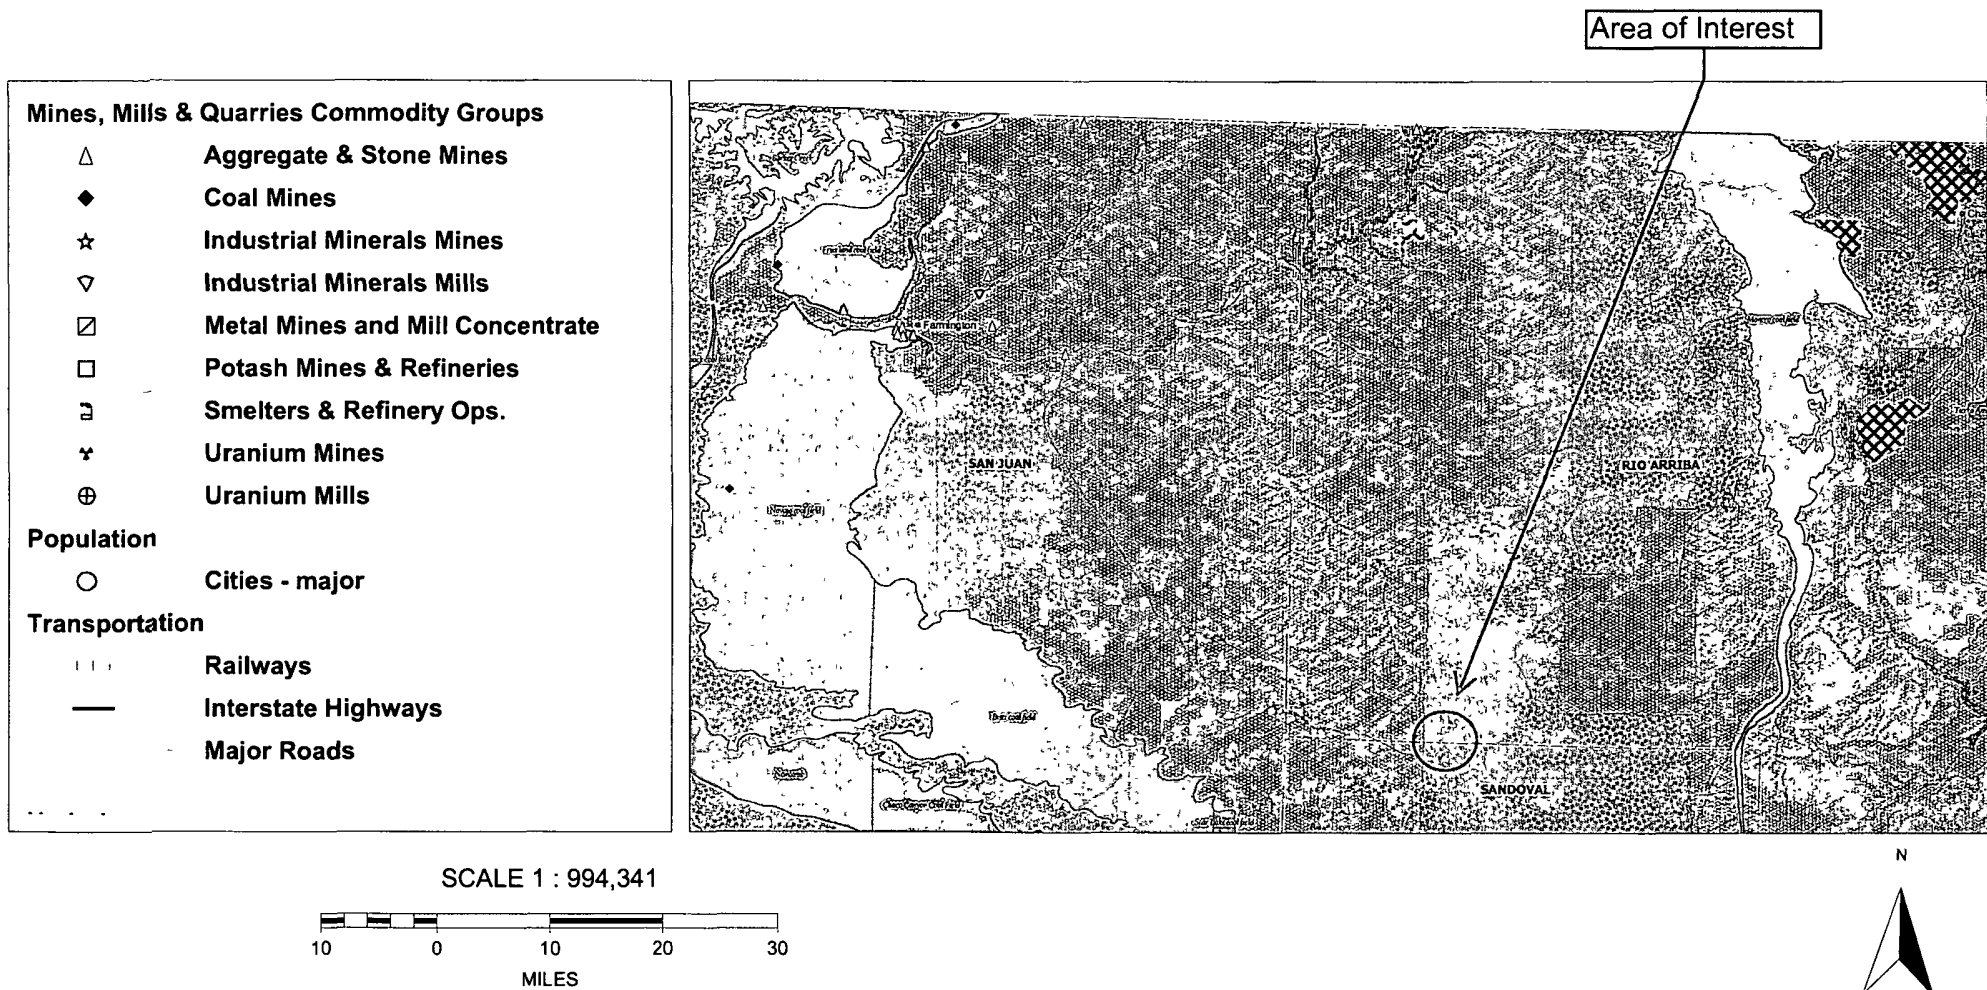 Area of Interest
Mines, Mills & Quarries Commodity Groups
Aggregate & Stone Mines
Coal Mines
Industrial Minerals Mines
Industrial Minerals Mills
Metal Mines and Mill Concentrate
Potash Mines & Refineries
Smelters & Refinery Ops.
Uranium Mines
Uranium Mills
Population
Cities - major
Transportation
Railways
Interstate Highways
Major Roads
Farmington
SAN JUAN
RIO ARRIBA
SANDOVAL
SCALE 1 : 994,341
10 0 10 20 30
MILES
N